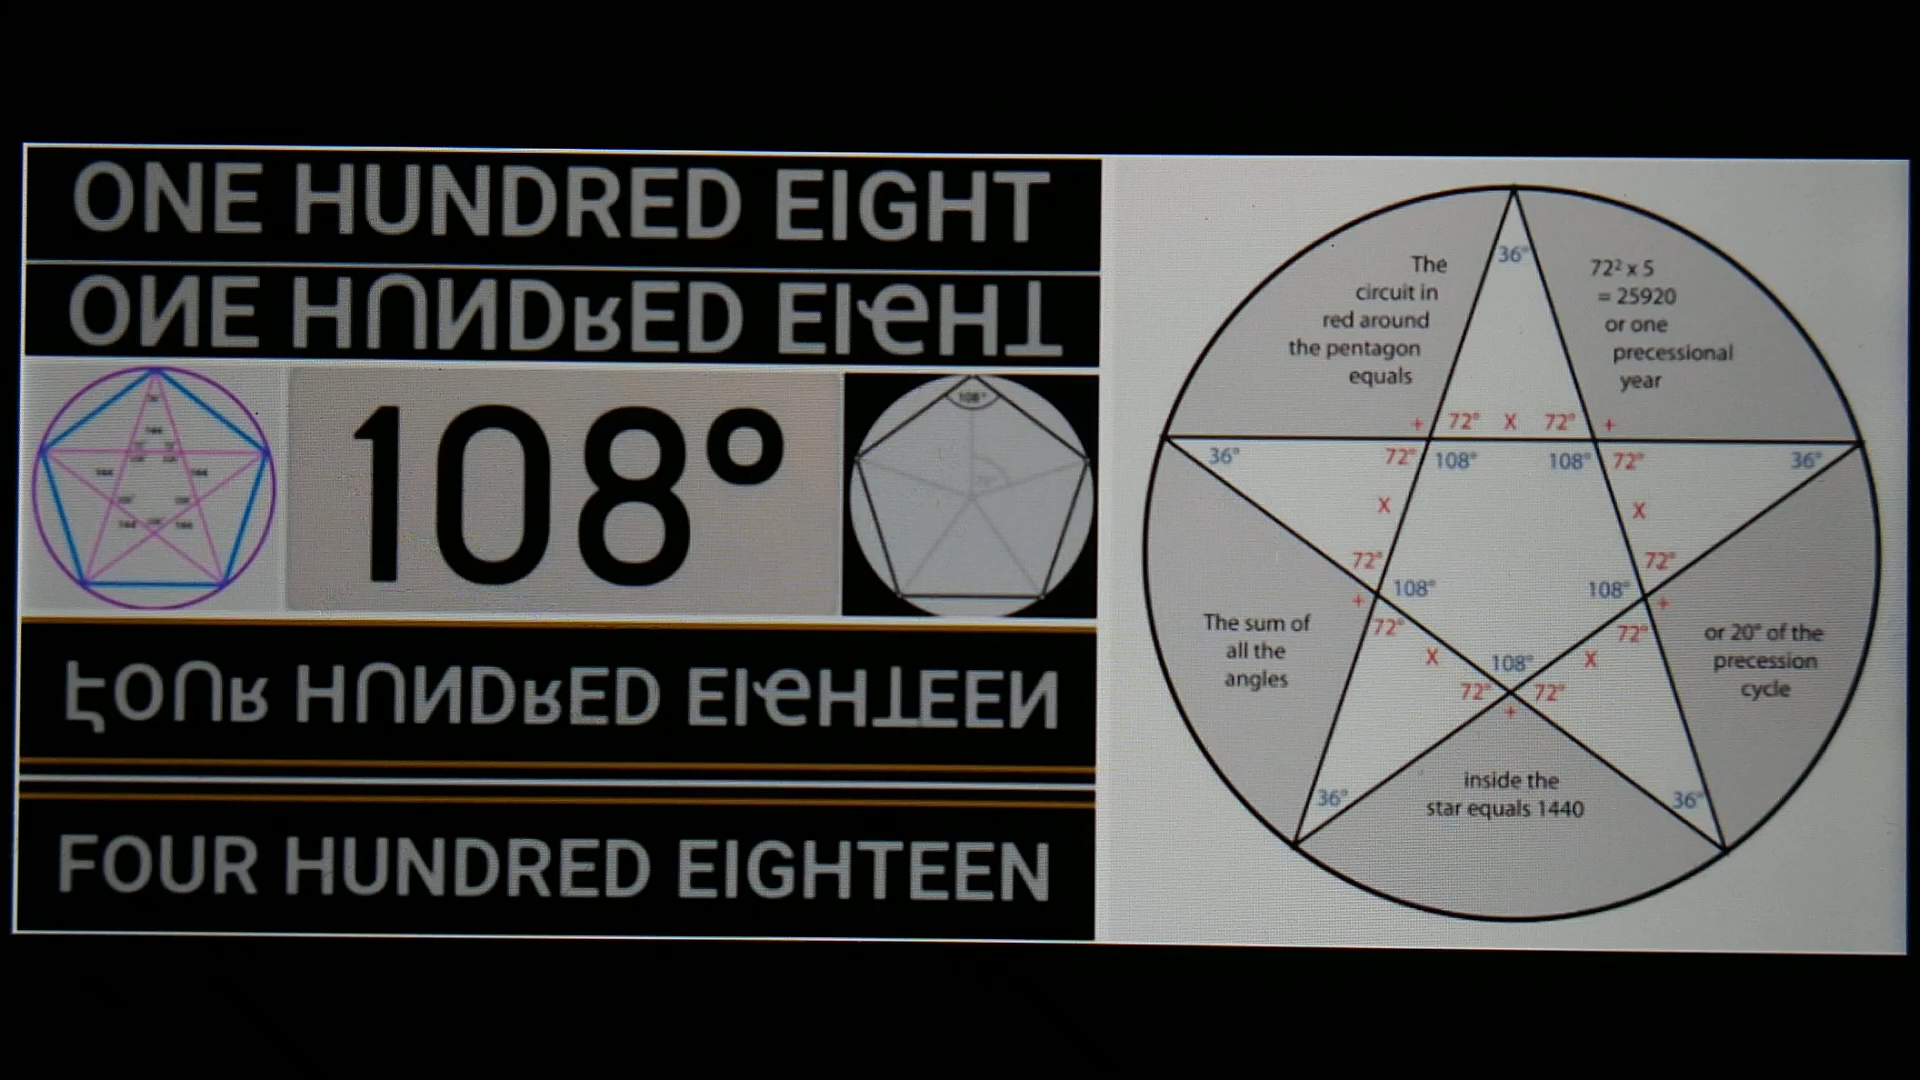 ONE HUNDRED EIGHT
ONE HUNDRED EIGHT
108°
108°
FOUR HUNDRED EIGHTEEN
FOUR HUNDRED EIGHTEEN
36°
The
circuit in
red around
the pentagon
equals
72² x 5
= 25920
or one
precessional
year
+ 72° X 72° +
36° 72° 108° 108° 72° 36°
X X
72° 72°
108° 108°
+ +
72° 72°
The sum of
all the
angles
or 20° of the
precession
cycle
X 108° X
72° 72°
+
inside the
star equals 1440
36° 36°